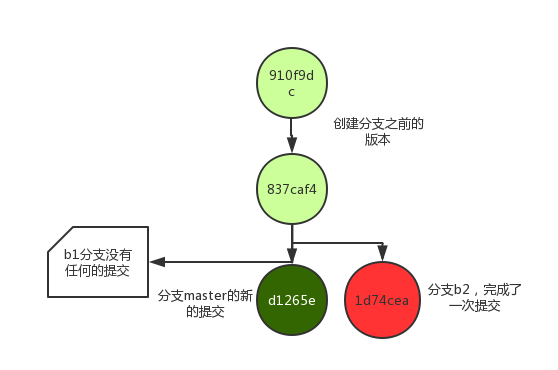 910f9d
c
创建分支之前的
版本
837caf4
b1分支没有
任何的提交
分支master的新
的提交
d1265e
1d74cea
分支b2，完成了
一次提交